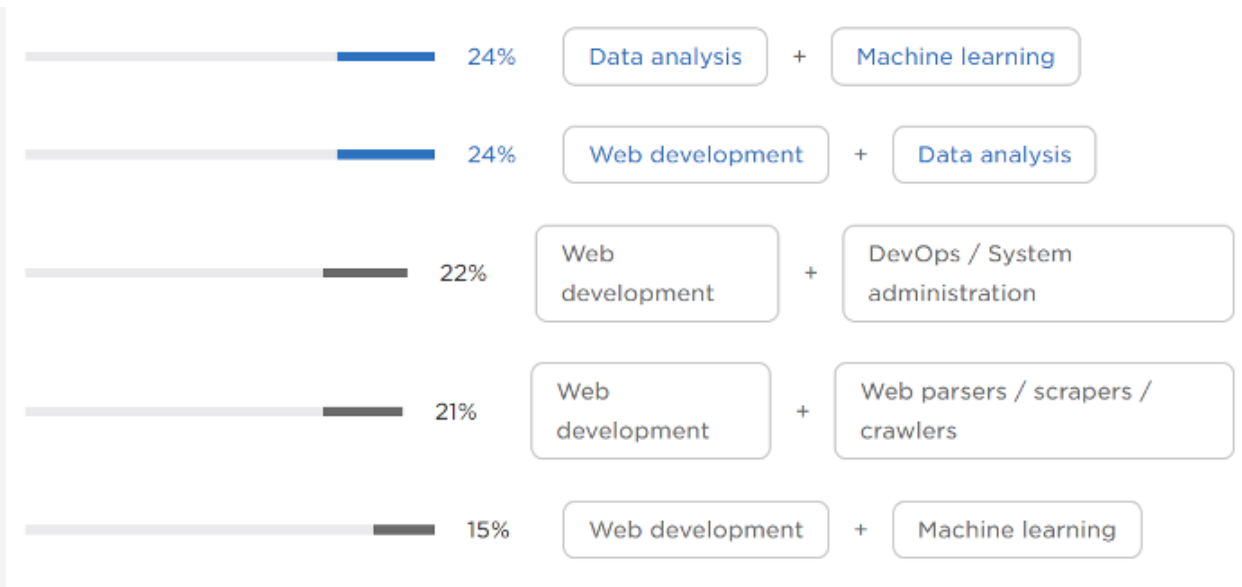 24% Data analysis + Machine learning
24% Web development + Data analysis
22% Web + DevOps / System
development administration
21% Web + Web parsers / scrapers /
development crawlers
15% Web development + Machine learning